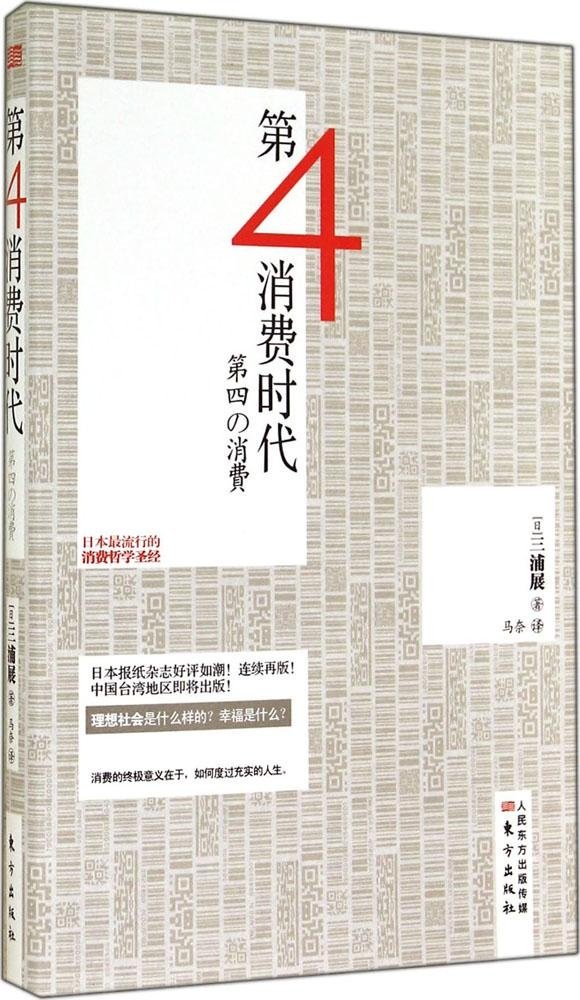 第4消费时代
第四の消費
日本最流行的
消费哲学圣经
[日]三浦展 著
马奈 译
日本报纸杂志好评如潮！连续再版！
中国台湾地区即将出版！
理想社会是什么样的？幸福是什么？
消费的终极意义在于，如何度过充实的人生。
人民东方出版传媒
東方出版社
第4消费时代
第四の消費
[日]三浦展 著 马奈 译
東方出版社